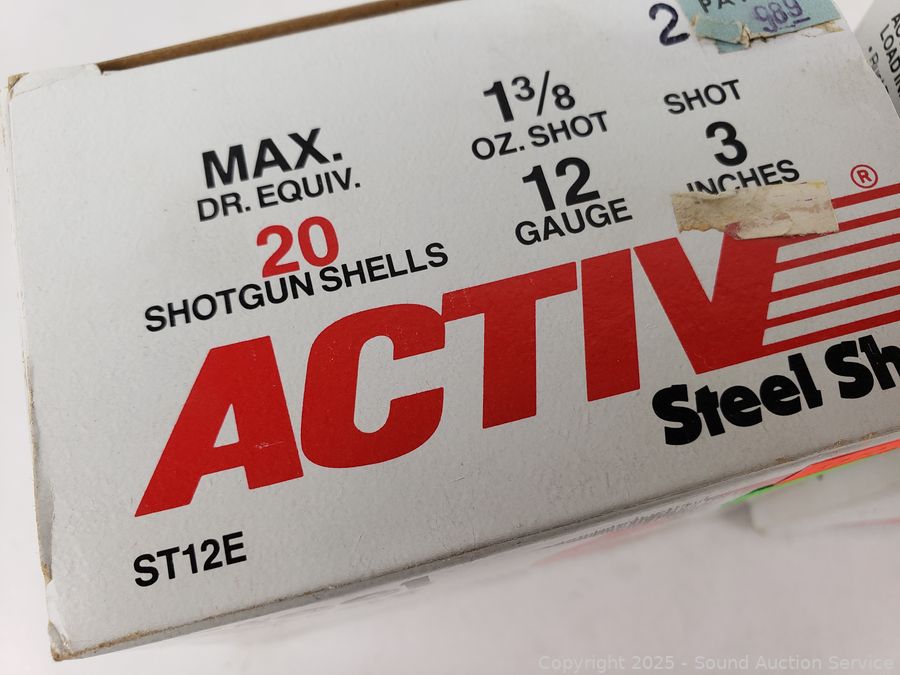 2
989
1 3/8
SHOT
MAX.
OZ. SHOT
3
DR. EQUIV.
12
INCHES
20
GAUGE
®
SHOTGUN SHELLS
ACTIV
Steel Sh
ST12E
Copyright 2025 - Sound Auction Service